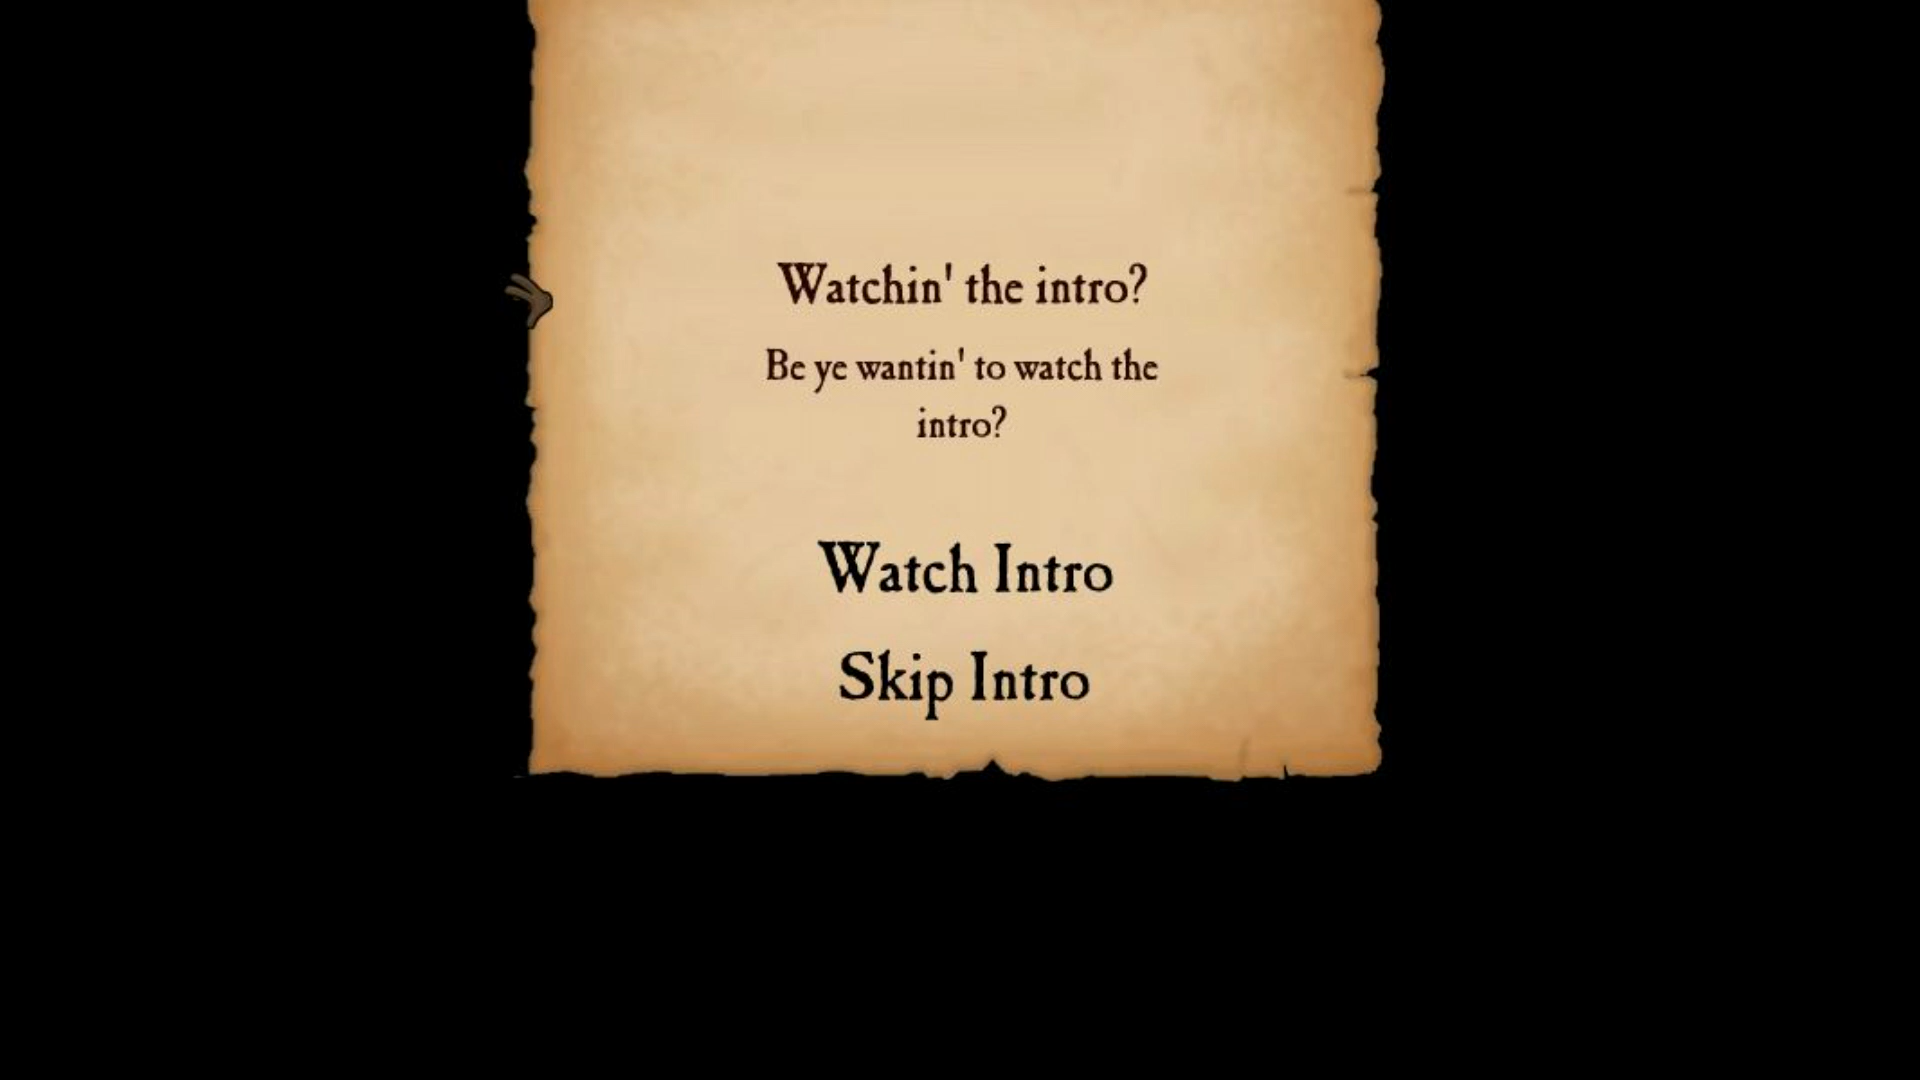 Watchin' the intro?
Be ye wantin' to watch the
intro?
Watch Intro
Skip Intro